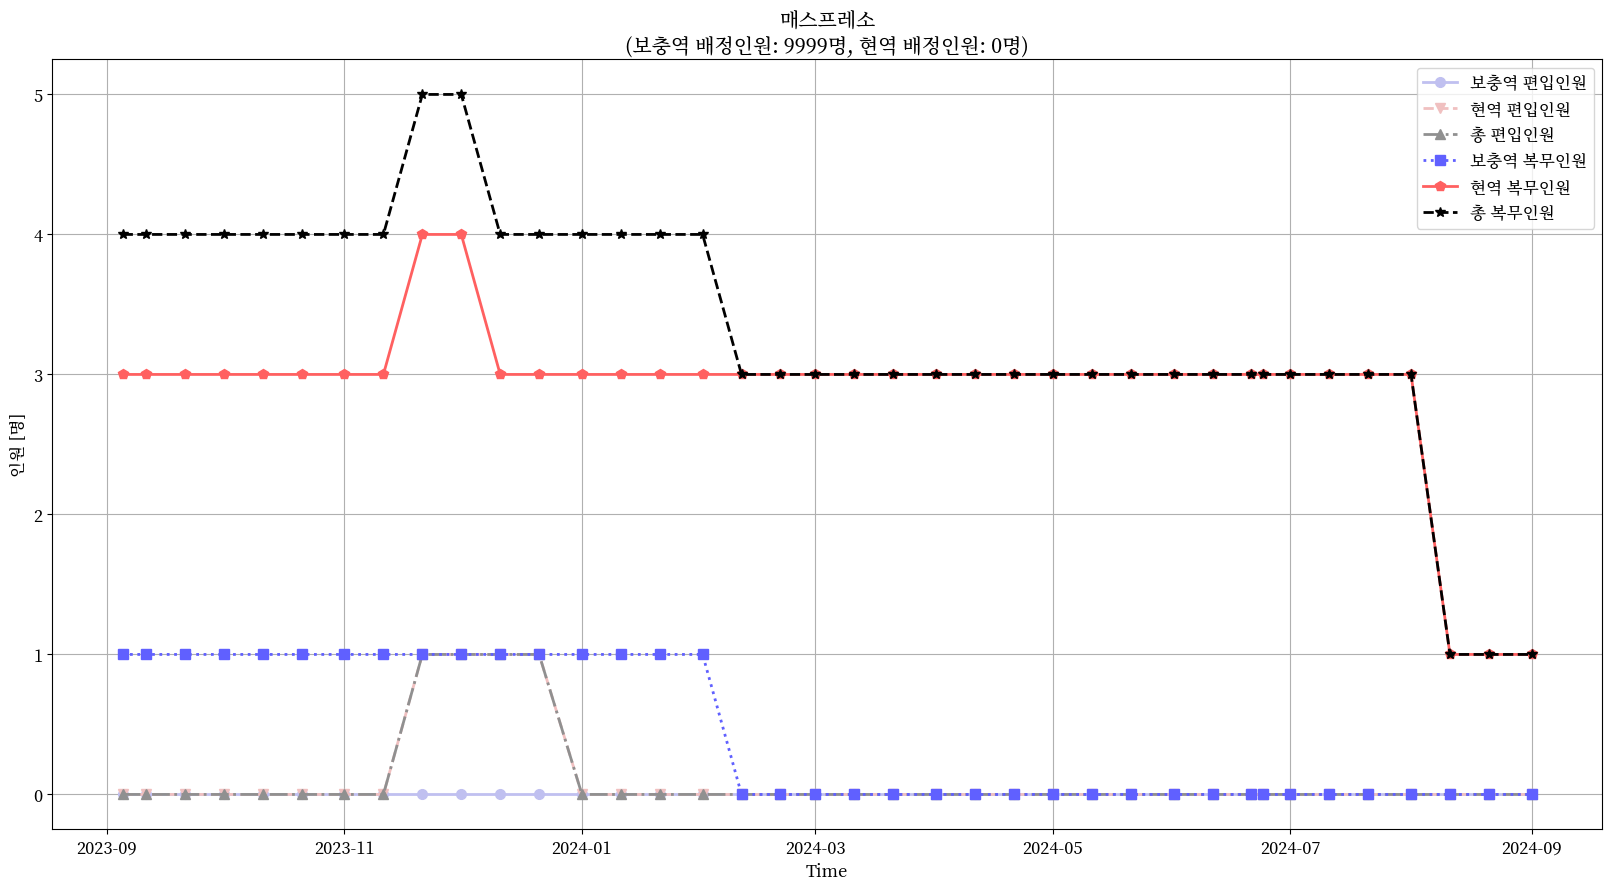 매스프레소
(보충역 배정인원: 9999명, 현역 배정인원: 0명)
보충역 편입인원
현역 편입인원
총 편입인원
보충역 복무인원
현역 복무인원
총 복무인원
인원 [명]
5
4
3
2
1
0
2023-09
2023-11
2024-01
2024-03
2024-05
2024-07
2024-09
Time